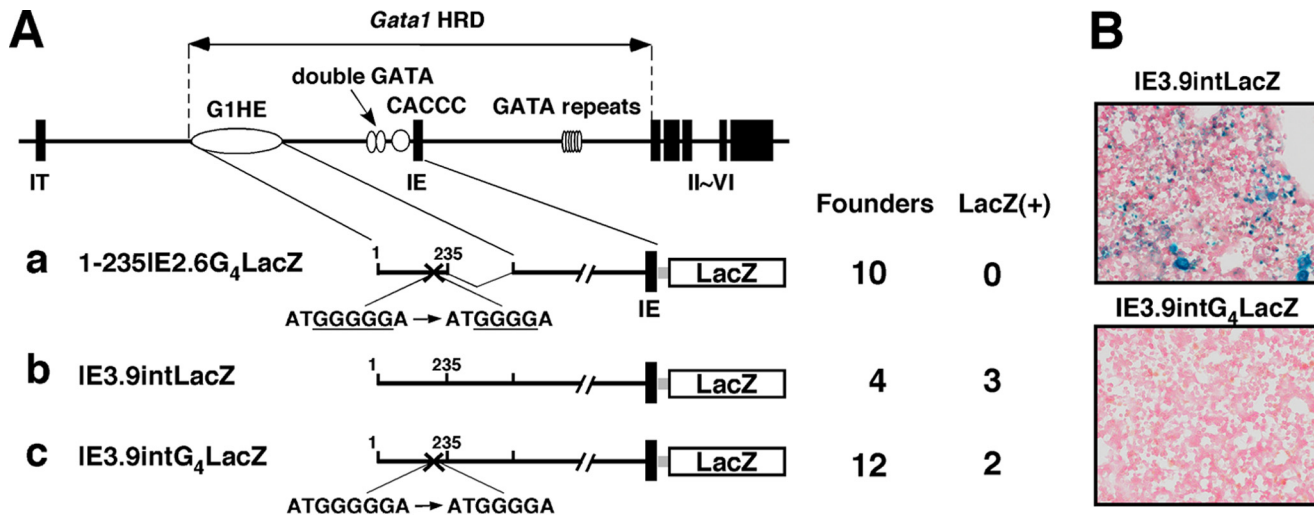 A
Gata1 HRD
double GATA
G1HE
CACCC
GATA repeats
IT
IE
II~VI
Founders
LacZ(+)
a
1-235IE2.6G₄LacZ
1
235
LacZ
10
0
IE
ATGGGGGA → ATGGGGA
b
IE3.9intLacZ
1
235
LacZ
4
3
c
IE3.9intG₄LacZ
1
235
LacZ
12
2
ATGGGGGA → ATGGGGA
B
IE3.9intLacZ
IE3.9intG₄LacZ